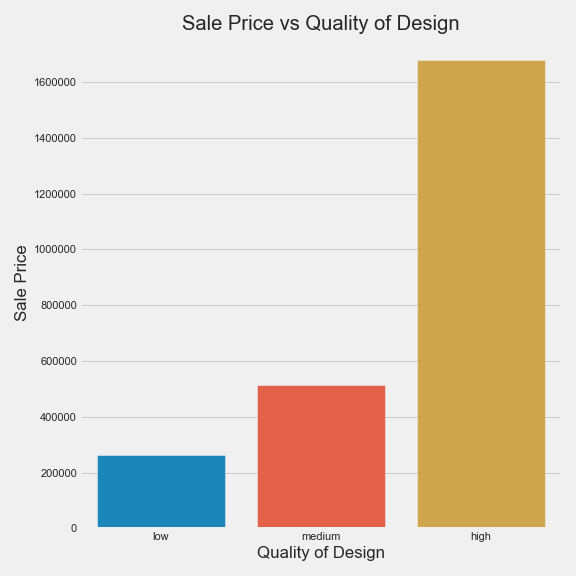 Sale Price vs Quality of Design
1600000
1400000
1200000
1000000
800000
600000
400000
200000
0
Sale Price
low medium high
Quality of Design